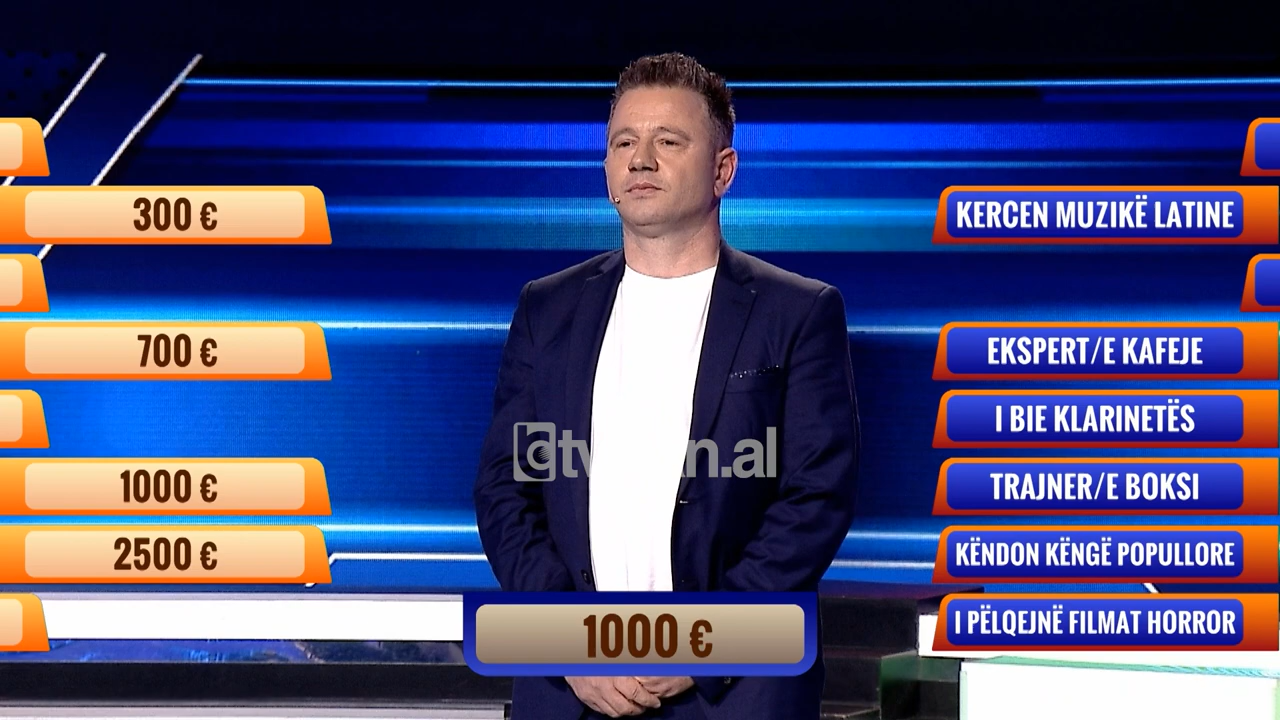 300 €
700 €
1000 €
2500 €
KERCEN MUZIKË LATINE
EKSPERT/E KAFEJE
I BIE KLARINETËS
TRAJNER/E BOKSI
KËNDON KËNGË POPULLORE
I PËLQEJNË FILMAT HORROR
1000 €